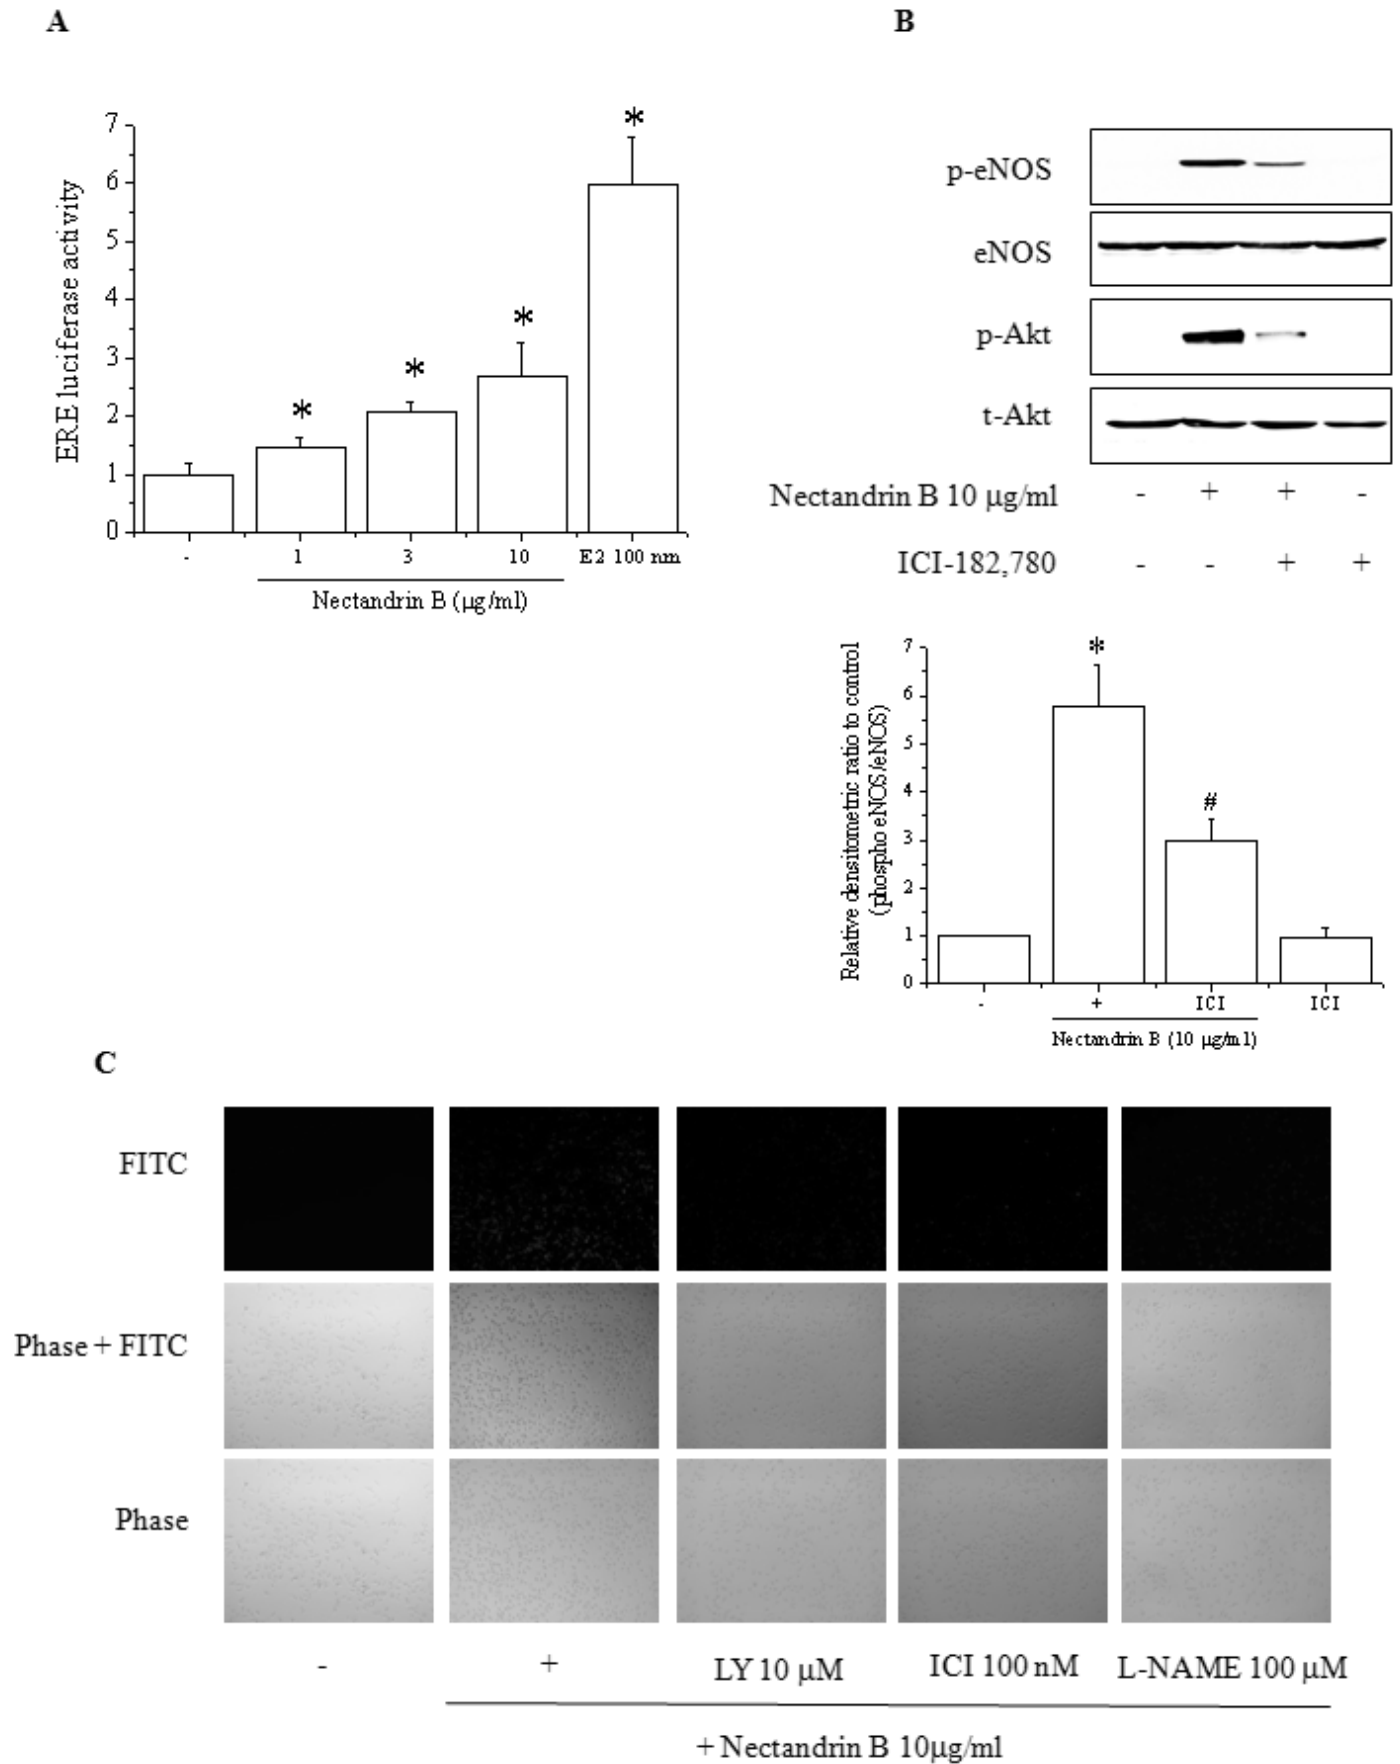 A
B
7
6
5
4
3
2
1
0
ERE luciferase activity
*
*
*
*
-
1
3
10
E2 100 nm
Nectandrin B (μg/ml)
p-eNOS
eNOS
p-Akt
t-Akt
Nectandrin B 10 μg/ml - + + -
ICI-182,780 - - + +
Relative densitometric ratio to control
(phospho eNOS/eNOS)
7
6
5
4
3
2
1
0
*
#
- + ICI ICI
Nectandrin B (10 μg/ml)
C
FITC
Phase + FITC
Phase
- + LY 10 μM ICI 100 nM L-NAME 100 μM
+ Nectandrin B 10μg/ml